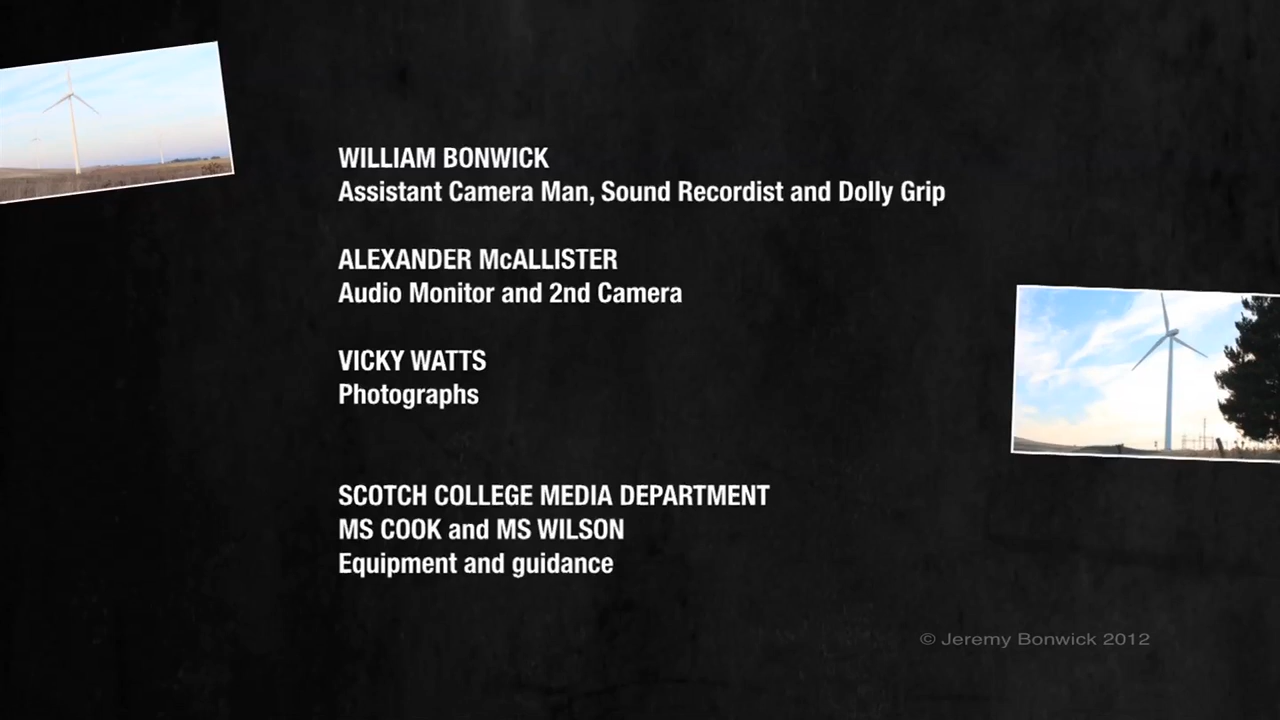 WILLIAM BONWICK
Assistant Camera Man, Sound Recordist and Dolly Grip
ALEXANDER McALLISTER
Audio Monitor and 2nd Camera
VICKY WATTS
Photographs
SCOTCH COLLEGE MEDIA DEPARTMENT
MS COOK and MS WILSON
Equipment and guidance
© Jeremy Bonwick 2012